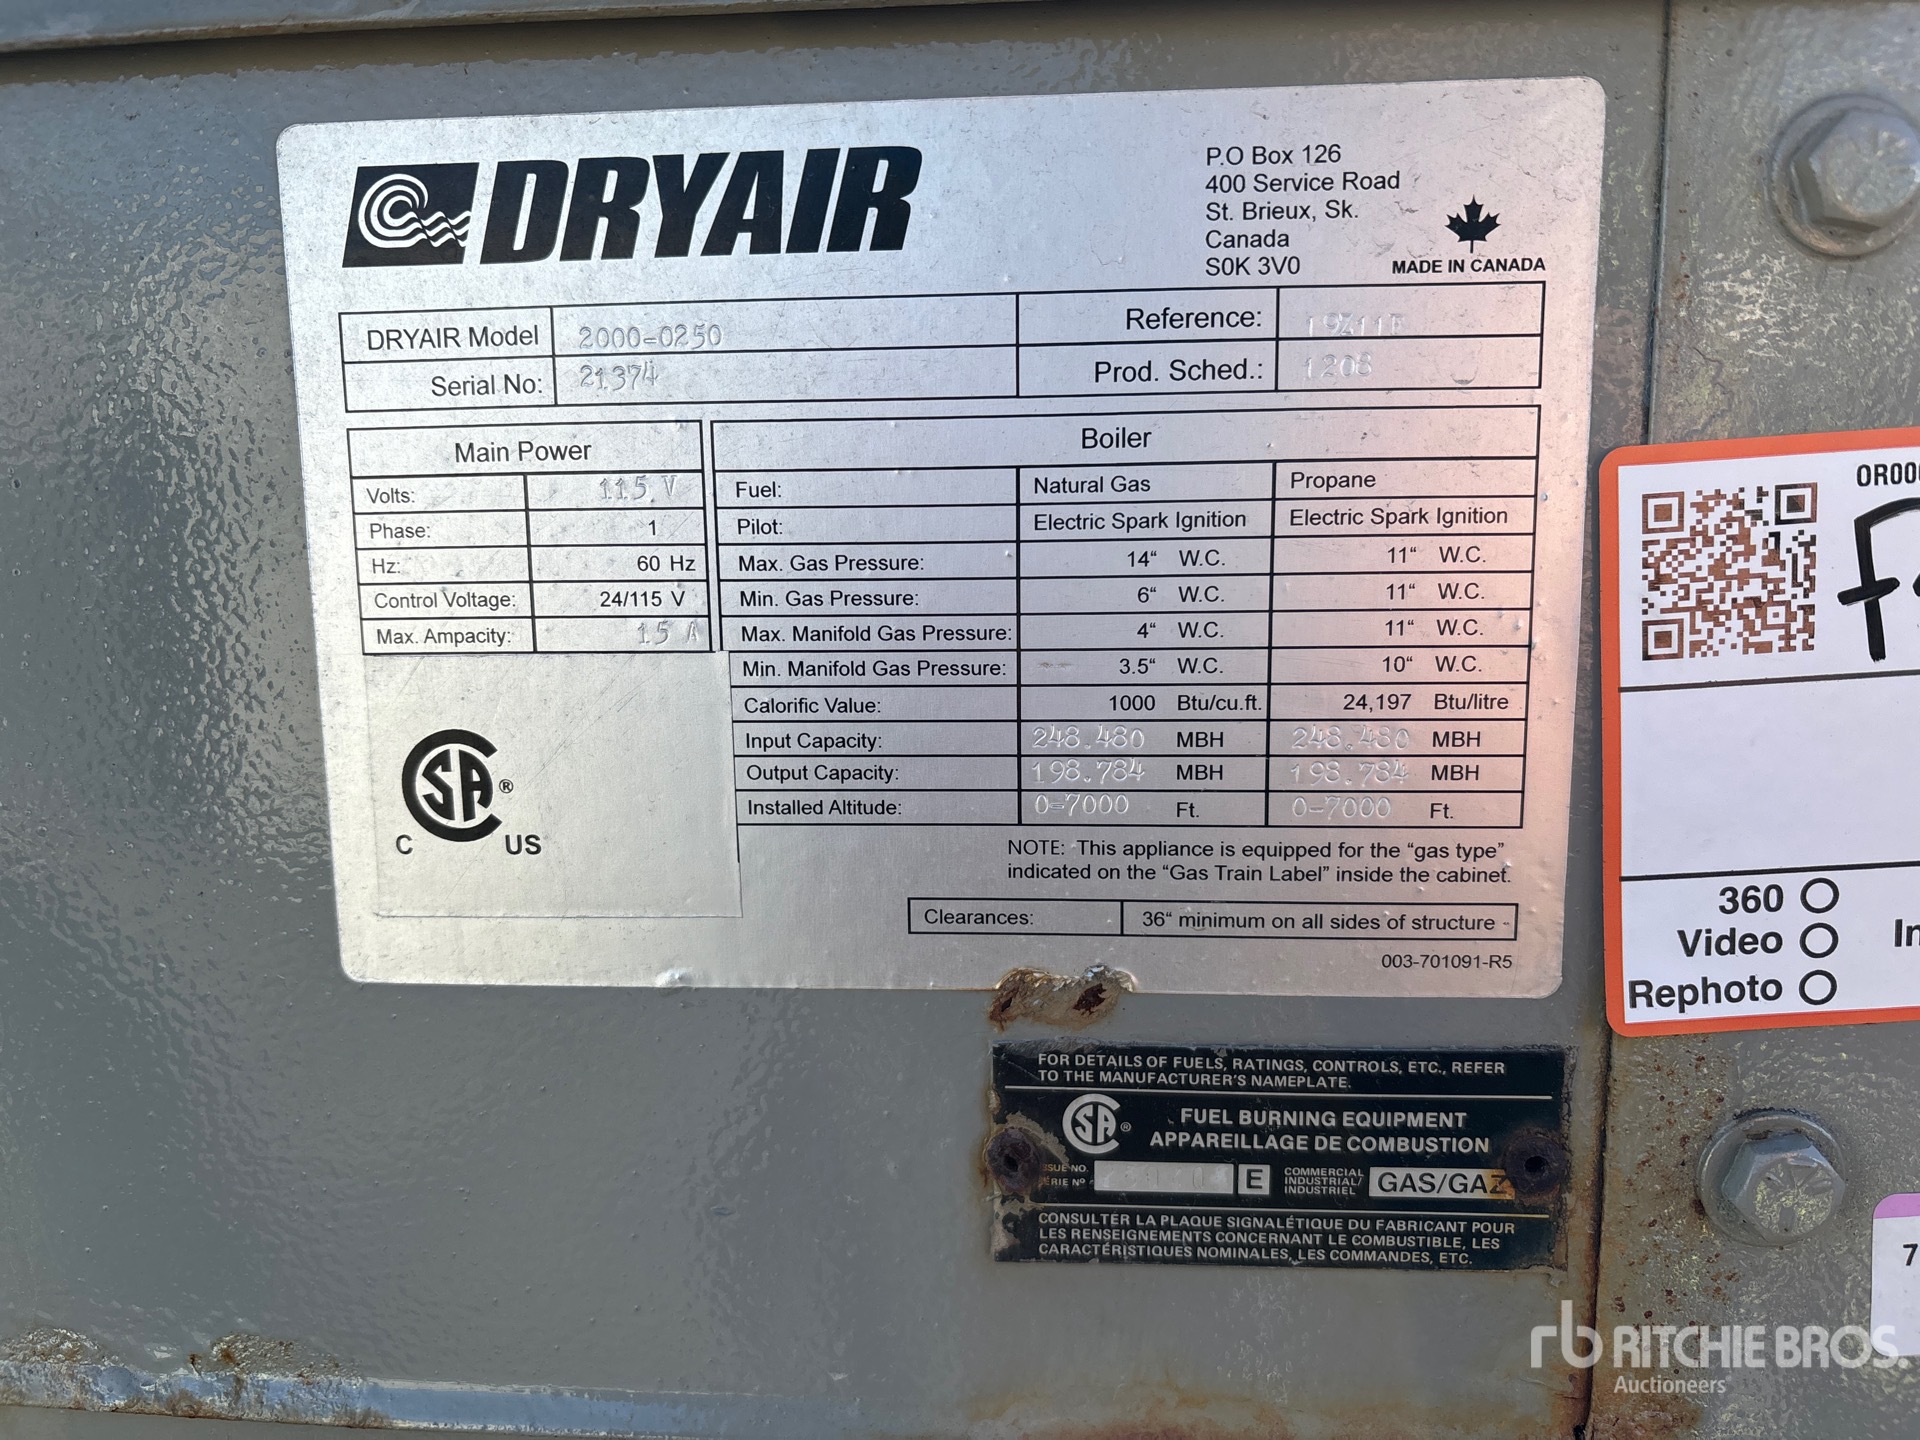 DRYAIR
P.O Box 126
400 Service Road
St. Brieux, Sk.
Canada
S0K 3V0
MADE IN CANADA
DRYAIR Model 2000-0250 Reference:
Serial No: 21374 Prod. Sched.: 1208
Main Power
Volts: 115 V
Phase: 1
Hz: 60 Hz
Control Voltage: 24/115 V
Max. Ampacity: 15 A
Boiler
Fuel: Natural Gas Propane
Pilot: Electric Spark Ignition Electric Spark Ignition
Max. Gas Pressure: 14“ W.C. 11“ W.C.
Min. Gas Pressure: 6“ W.C. 11“ W.C.
Max. Manifold Gas Pressure: 4“ W.C. 11“ W.C.
Min. Manifold Gas Pressure: 3.5“ W.C. 10“ W.C.
Calorific Value: 1000 Btu/cu.ft. 24,197 Btu/litre
Input Capacity: 248.480 MBH 248.480 MBH
Output Capacity: 198.784 MBH 198.784 MBH
Installed Altitude: 0-7000 Ft. 0-7000 Ft.
NOTE: This appliance is equipped for the “gas type”
indicated on the “Gas Train Label” inside the cabinet.
Clearances: 36“ minimum on all sides of structure
003-701091-R5
CSA®
C US
FOR DETAILS OF FUELS, RATINGS, CONTROLS, ETC., REFER
TO THE MANUFACTURER'S NAMEPLATE.
CSA®
FUEL BURNING EQUIPMENT
APPAREILLAGE DE COMBUSTION
SSUE NO.
ÉRIE Nº
E
COMMERCIAL
INDUSTRIAL/
INDUSTRIEL
GAS/GAZ
CONSULTER LA PLAQUE SIGNALÉTIQUE DU FABRICANT POUR
LES RENSEIGNEMENTS CONCERNANT LE COMBUSTIBLE, LES
CARACTÉRISTIQUES NOMINALES, LES COMMANDES, ETC.
360
Video
Rephoto
In
7
rb RITCHIE BROS.
Auctioneers